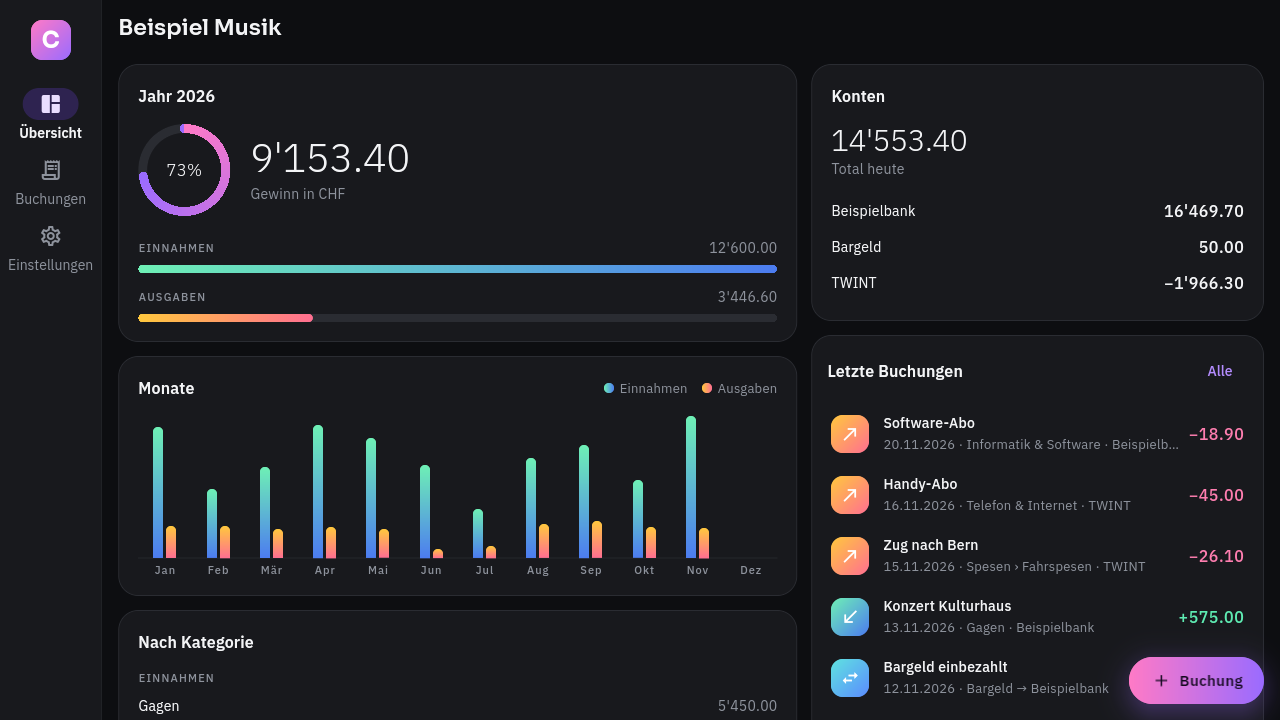 C
Übersicht
Buchungen
Einstellungen
Beispiel Musik
Jahr 2026
73%
9'153.40
Gewinn in CHF
EINNAHMEN
12'600.00
AUSGABEN
3'446.60
Monate
Einnahmen
Ausgaben
Jan Feb Mär Apr Mai Jun Jul Aug Sep Okt Nov Dez
Nach Kategorie
EINNAHMEN
Gagen
5'450.00
Konten
14'553.40
Total heute
Beispielbank
16'469.70
Bargeld
50.00
TWINT
−1'966.30
Letzte Buchungen
Alle
Software-Abo
20.11.2026 · Informatik & Software · Beispielb…
−18.90
Handy-Abo
16.11.2026 · Telefon & Internet · TWINT
−45.00
Zug nach Bern
15.11.2026 · Spesen › Fahrspesen · TWINT
−26.10
Konzert Kulturhaus
13.11.2026 · Gagen · Beispielbank
+575.00
Bargeld einbezahlt
12.11.2026 · Bargeld → Beispielbank
+ Buchung